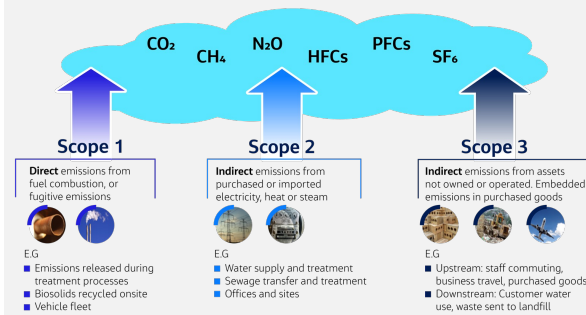 CO₂
CH₄
N₂O
HFCs
PFCs
SF₆
Scope 1
Direct emissions from
fuel combustion, or
fugitive emissions
E.G
■ Emissions released during
treatment processes
■ Biosolids recycled onsite
■ Vehicle fleet
Scope 2
Indirect emissions from
purchased or imported
electricity, heat or steam
E.G
■ Water supply and treatment
■ Sewage transfer and treatment
■ Offices and sites
Scope 3
Indirect emissions from assets
not owned or operated. Embedded
emissions in purchased goods
E.G
■ Upstream: staff commuting,
business travel, purchased goods
■ Downstream: Customer water
use, waste sent to landfill